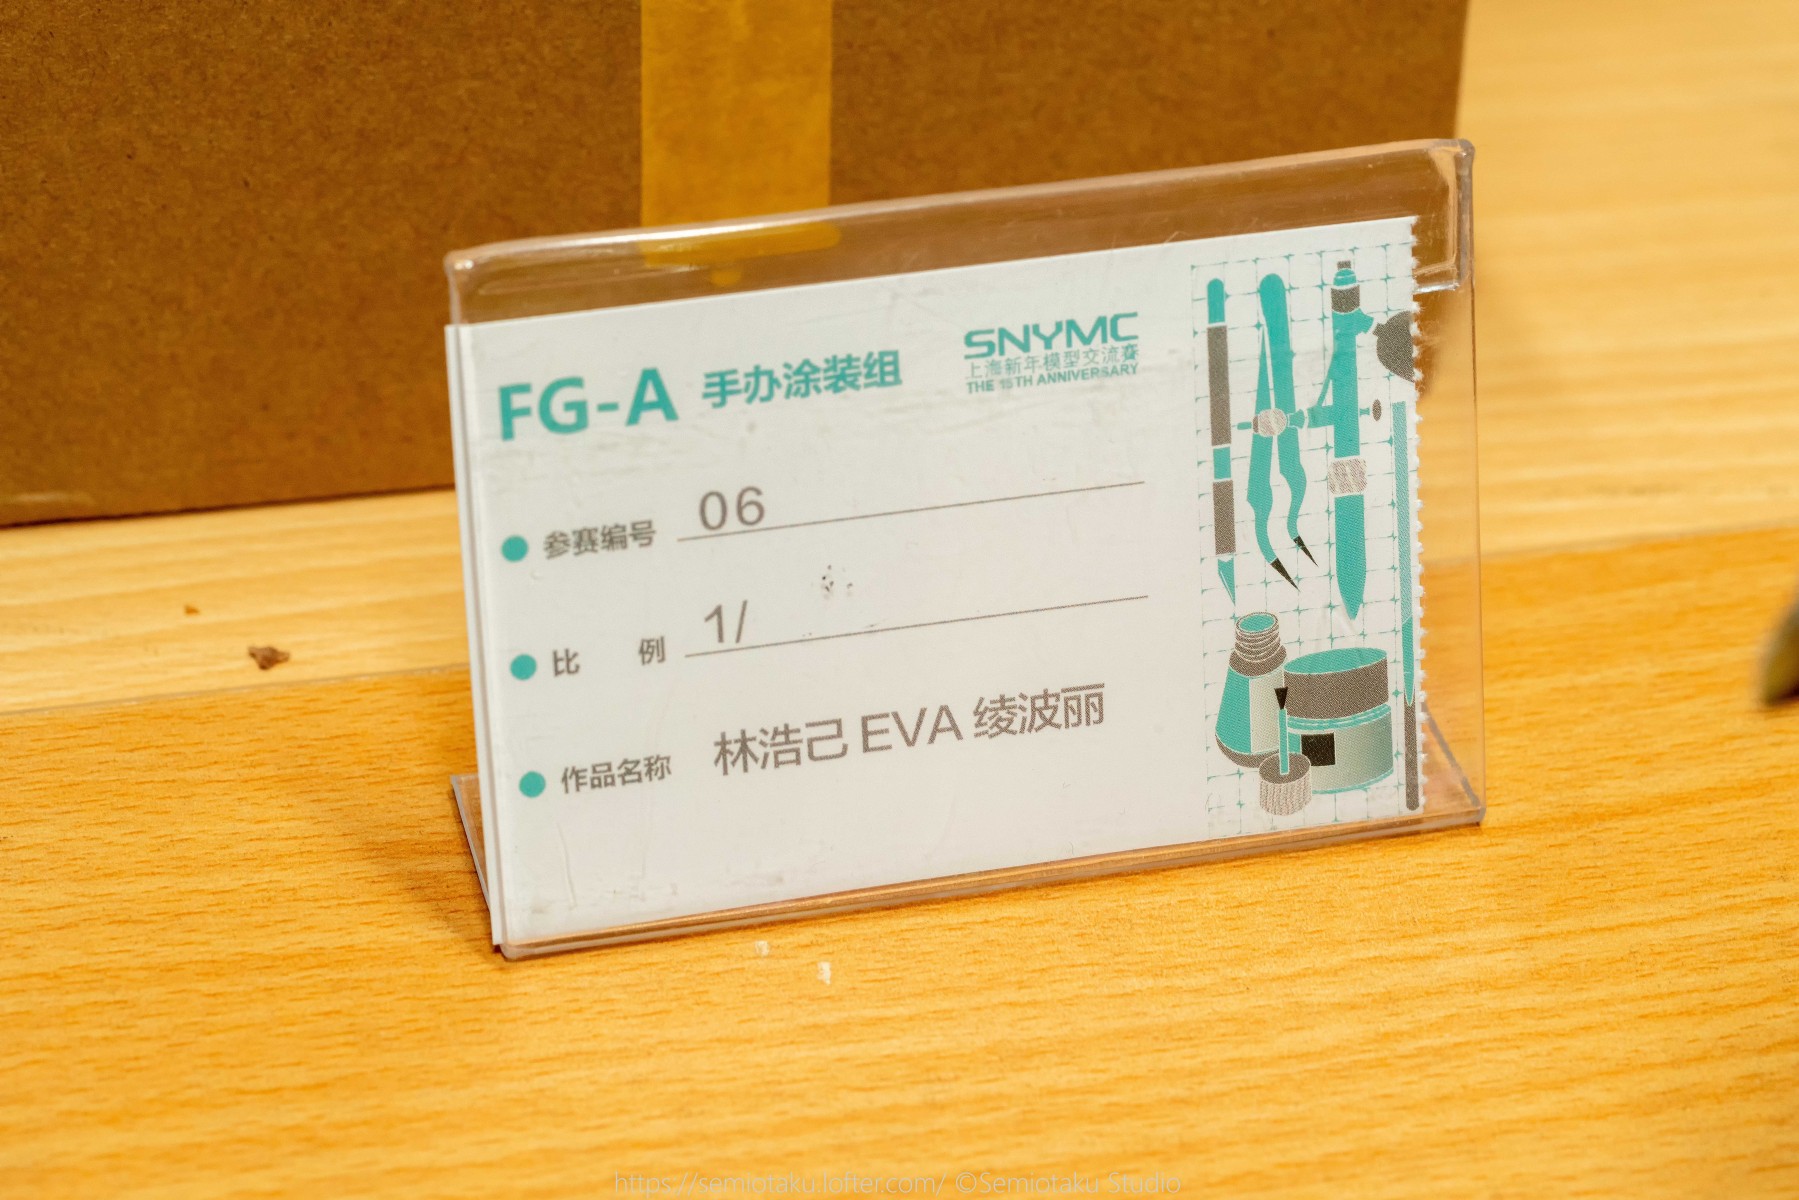 FG-A 手办涂装组
SNYMC
上海新年模型交流赛
THE 15TH ANNIVERSARY
参赛编号 06
比 例 1/
作品名称 林浩己 EVA 绫波丽
https://semiotaku.lofter.com/ ©Semiotaku Studio